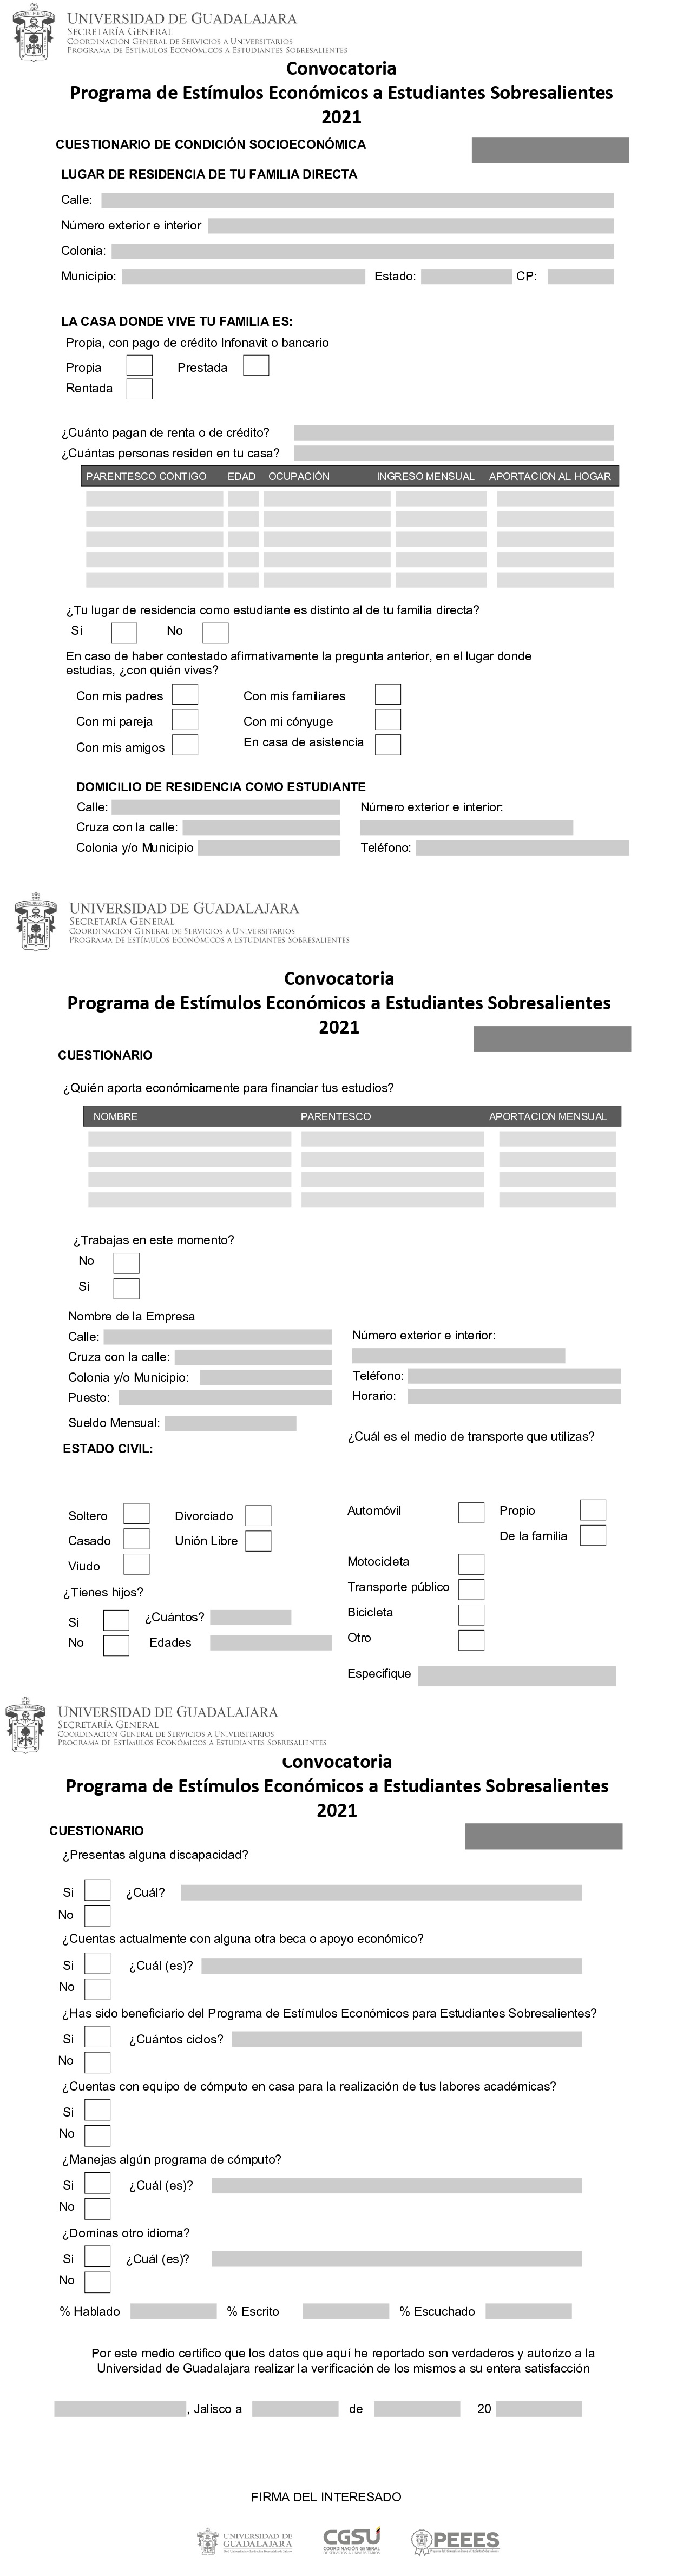 UNIVERSIDAD DE GUADALAJARA
SECRETARÍA GENERAL
COORDINACIÓN GENERAL DE SERVICIOS A UNIVERSITARIOS
PROGRAMA DE ESTÍMULOS ECONÓMICOS A ESTUDIANTES SOBRESALIENTES
Convocatoria
Programa de Estímulos Económicos a Estudiantes Sobresalientes
2021
CUESTIONARIO DE CONDICIÓN SOCIOECONÓMICA
LUGAR DE RESIDENCIA DE TU FAMILIA DIRECTA
Calle:
Número exterior e interior
Colonia:
Municipio: Estado: CP:
LA CASA DONDE VIVE TU FAMILIA ES:
Propia, con pago de crédito Infonavit o bancario
Propia Prestada
Rentada
¿Cuánto pagan de renta o de crédito?
¿Cuántas personas residen en tu casa?
PARENTESCO CONTIGO EDAD OCUPACIÓN INGRESO MENSUAL APORTACION AL HOGAR
¿Tu lugar de residencia como estudiante es distinto al de tu familia directa?
Si No
En caso de haber contestado afirmativamente la pregunta anterior, en el lugar donde
estudias, ¿con quién vives?
Con mis padres Con mis familiares
Con mi pareja Con mi cónyuge
Con mis amigos En casa de asistencia
DOMICILIO DE RESIDENCIA COMO ESTUDIANTE
Calle: Número exterior e interior:
Cruza con la calle:
Colonia y/o Municipio Teléfono:
UNIVERSIDAD DE GUADALAJARA
SECRETARÍA GENERAL
COORDINACIÓN GENERAL DE SERVICIOS A UNIVERSITARIOS
PROGRAMA DE ESTÍMULOS ECONÓMICOS A ESTUDIANTES SOBRESALIENTES
Convocatoria
Programa de Estímulos Económicos a Estudiantes Sobresalientes
2021
CUESTIONARIO
¿Quién aporta económicamente para financiar tus estudios?
NOMBRE PARENTESCO APORTACION MENSUAL
¿Trabajas en este momento?
No
Si
Nombre de la Empresa
Calle: Número exterior e interior:
Cruza con la calle:
Colonia y/o Municipio: Teléfono:
Puesto: Horario:
Sueldo Mensual:
¿Cuál es el medio de transporte que utilizas?
ESTADO CIVIL:
Soltero Divorciado Automóvil Propio
Casado Unión Libre De la familia
Viudo Motocicleta
¿Tienes hijos? Transporte público
Si ¿Cuántos? Bicicleta
No Edades Otro
Especifique
UNIVERSIDAD DE GUADALAJARA
SECRETARÍA GENERAL
COORDINACIÓN GENERAL DE SERVICIOS A UNIVERSITARIOS
PROGRAMA DE ESTÍMULOS ECONÓMICOS A ESTUDIANTES SOBRESALIENTES
Convocatoria
Programa de Estímulos Económicos a Estudiantes Sobresalientes
2021
CUESTIONARIO
¿Presentas alguna discapacidad?
Si ¿Cuál?
No
¿Cuentas actualmente con alguna otra beca o apoyo económico?
Si ¿Cuál (es)?
No
¿Has sido beneficiario del Programa de Estímulos Económicos para Estudiantes Sobresalientes?
Si ¿Cuántos ciclos?
No
¿Cuentas con equipo de cómputo en casa para la realización de tus labores académicas?
Si
No
¿Manejas algún programa de cómputo?
Si ¿Cuál (es)?
No
¿Dominas otro idioma?
Si ¿Cuál (es)?
No
% Hablado % Escrito % Escuchado
Por este medio certifico que los datos que aquí he reportado son verdaderos y autorizo a la
Universidad de Guadalajara realizar la verificación de los mismos a su entera satisfacción
, Jalisco a de 20
FIRMA DEL INTERESADO
UNIVERSIDAD DE
GUADALAJARA
CGSU
COORDINACIÓN GENERAL
DE SERVICIOS A UNIVERSITARIOS
PEEES